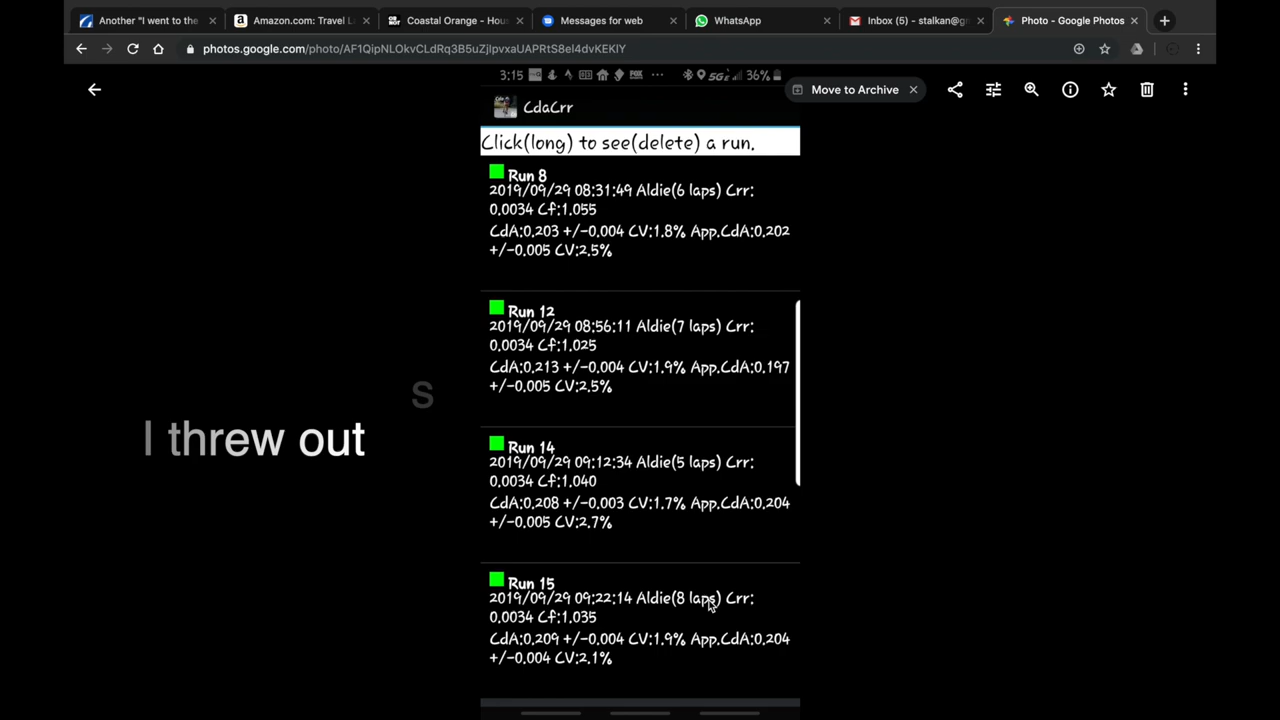 Another "I went to the
Amazon.com: Travel L
Coastal Orange - Hou
Messages for web
WhatsApp
Inbox (5) - stalkan@g
Photo - Google Photos
photos.google.com/photo/AF1QipNLOkvCLdRq3B5uZjlpvxaUAPRtS8el4dvKEKlY
3:15
5GE
36%
Move to Archive
CdaCrr
Click(long) to see(delete) a run.
Run 8
2019/09/29 08:31:49 Aldie(6 laps) Crr:
0.0034 Cf:1.055
CdA:0.203 +/-0.004 CV:1.8% App.CdA:0.202
+/-0.005 CV:2.5%
Run 12
2019/09/29 08:56:11 Aldie(7 laps) Crr:
0.0034 Cf:1.025
CdA:0.213 +/-0.004 CV:1.9% App.CdA:0.197
+/-0.005 CV:2.5%
S
I threw out
Run 14
2019/09/29 09:12:34 Aldie(5 laps) Crr:
0.0034 Cf:1.040
CdA:0.208 +/-0.003 CV:1.7% App.CdA:0.204
+/-0.005 CV:2.7%
Run 15
2019/09/29 09:22:14 Aldie(8 laps) Crr:
0.0034 Cf:1.035
CdA:0.209 +/-0.004 CV:1.9% App.CdA:0.204
+/-0.004 CV:2.1%